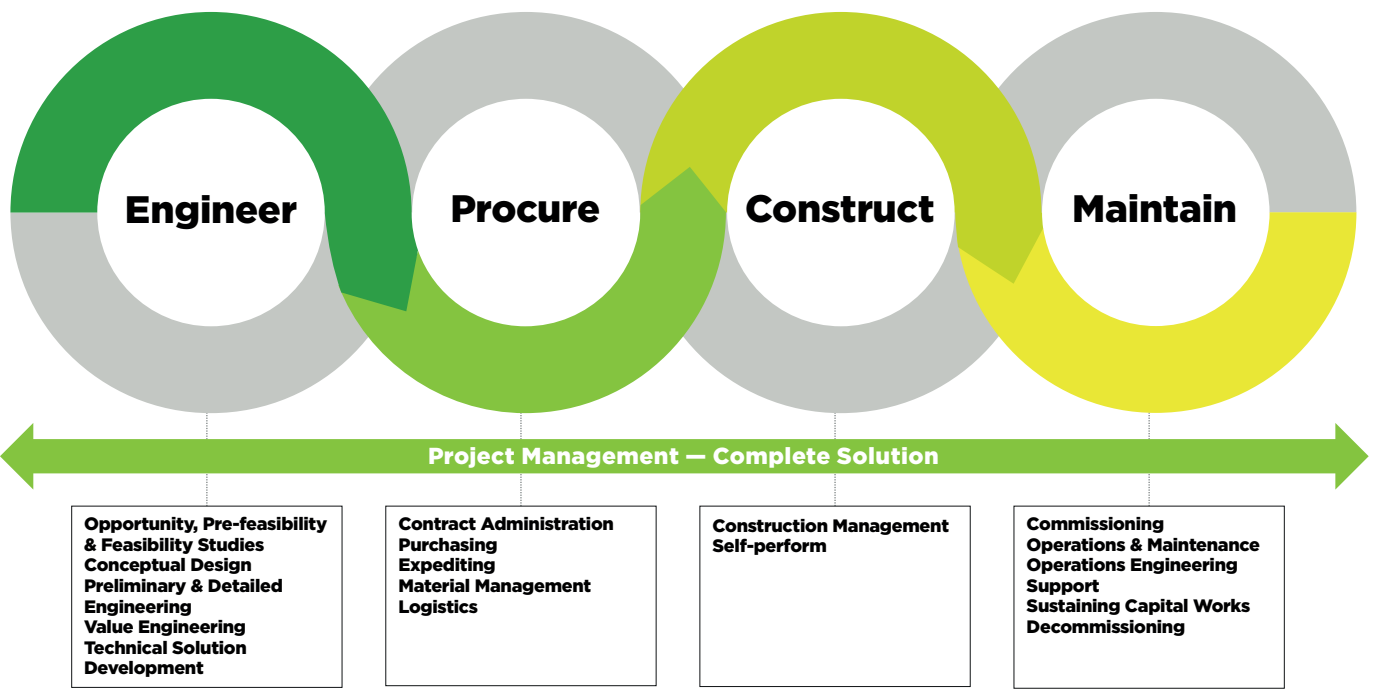 Engineer
Procure
Construct
Maintain
Project Management — Complete Solution
Opportunity, Pre-feasibility
& Feasibility Studies
Conceptual Design
Preliminary & Detailed
Engineering
Value Engineering
Technical Solution
Development
Contract Administration
Purchasing
Expediting
Material Management
Logistics
Construction Management
Self-perform
Commissioning
Operations & Maintenance
Operations Engineering
Support
Sustaining Capital Works
Decommissioning